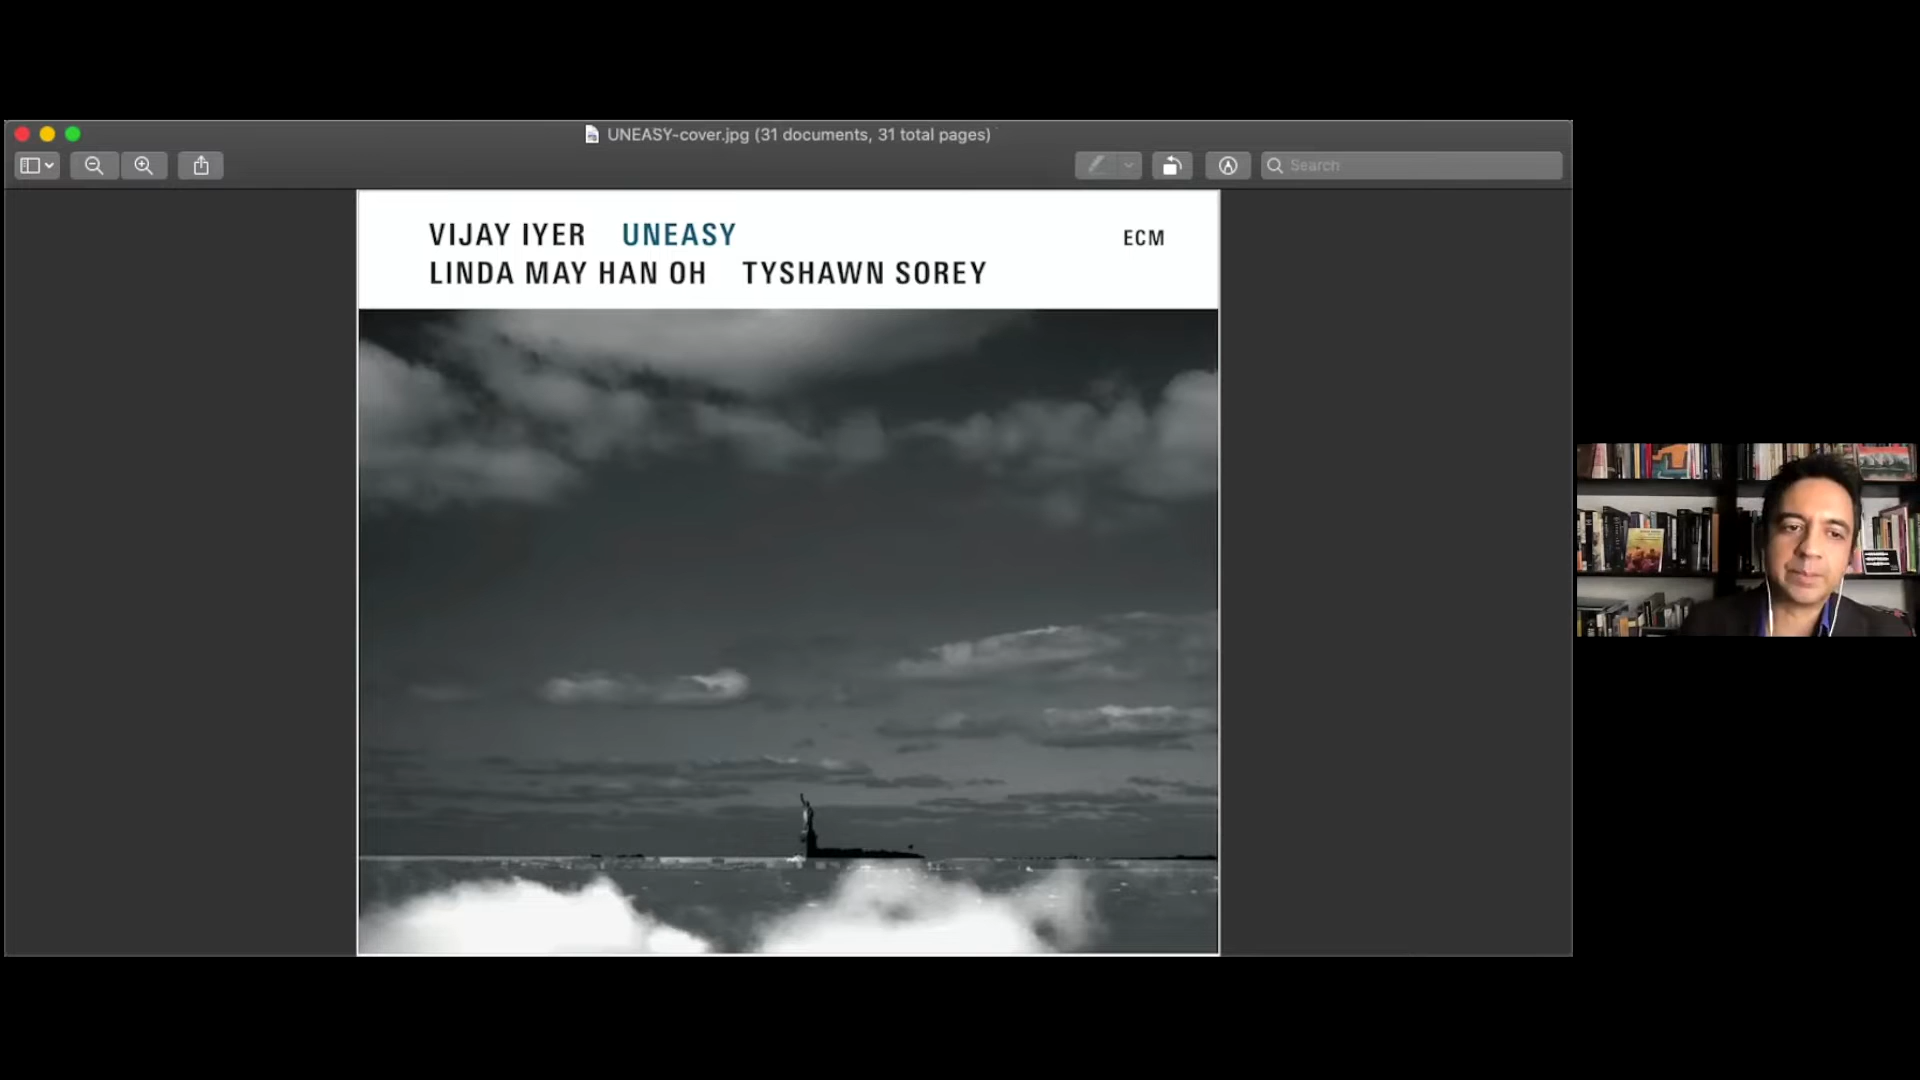 UNEASY-cover.jpg (31 documents, 31 total pages)
Search
VIJAY IYER UNEASY
ECM
LINDA MAY HAN OH TYSHAWN SOREY